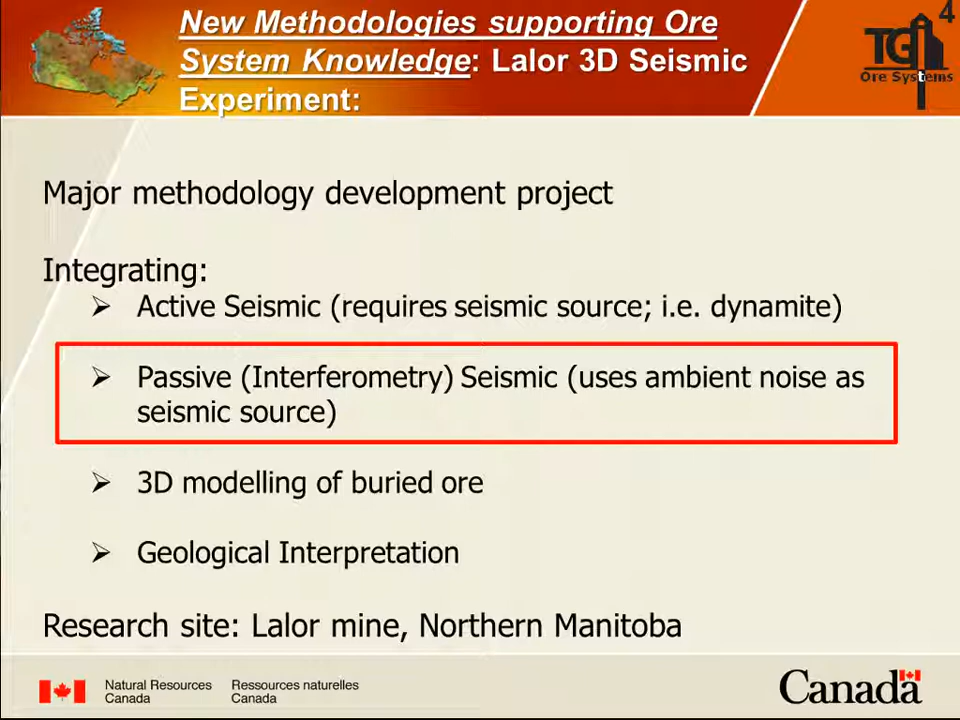 New Methodologies supporting Ore
System Knowledge: Lalor 3D Seismic
Experiment:
4
TGI
Ore Systems
Major methodology development project
Integrating:
➢ Active Seismic (requires seismic source; i.e. dynamite)
➢ Passive (Interferometry) Seismic (uses ambient noise as
seismic source)
➢ 3D modelling of buried ore
➢ Geological Interpretation
Research site: Lalor mine, Northern Manitoba
Natural Resources Ressources naturelles
Canada Canada
Canada